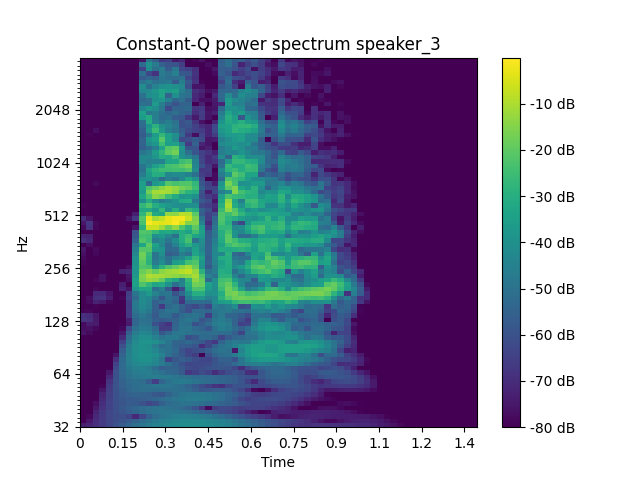 Constant-Q power spectrum speaker_3
Hz
2048
1024
512
256
128
64
32
0 0.15 0.3 0.45 0.6 0.75 0.9 1.1 1.2 1.4
Time
-10 dB
-20 dB
-30 dB
-40 dB
-50 dB
-60 dB
-70 dB
-80 dB